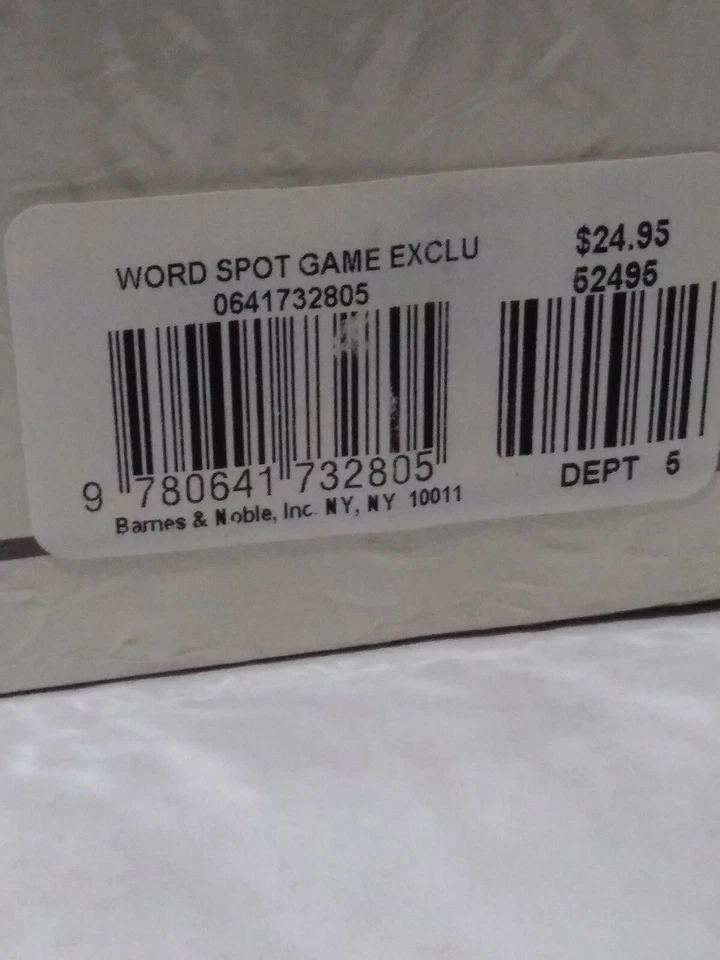 WORD SPOT GAME EXCLU
0641732805
9 780641 732805
Barnes & Noble, Inc. NY, NY 10011
$24.95
52495
DEPT 5